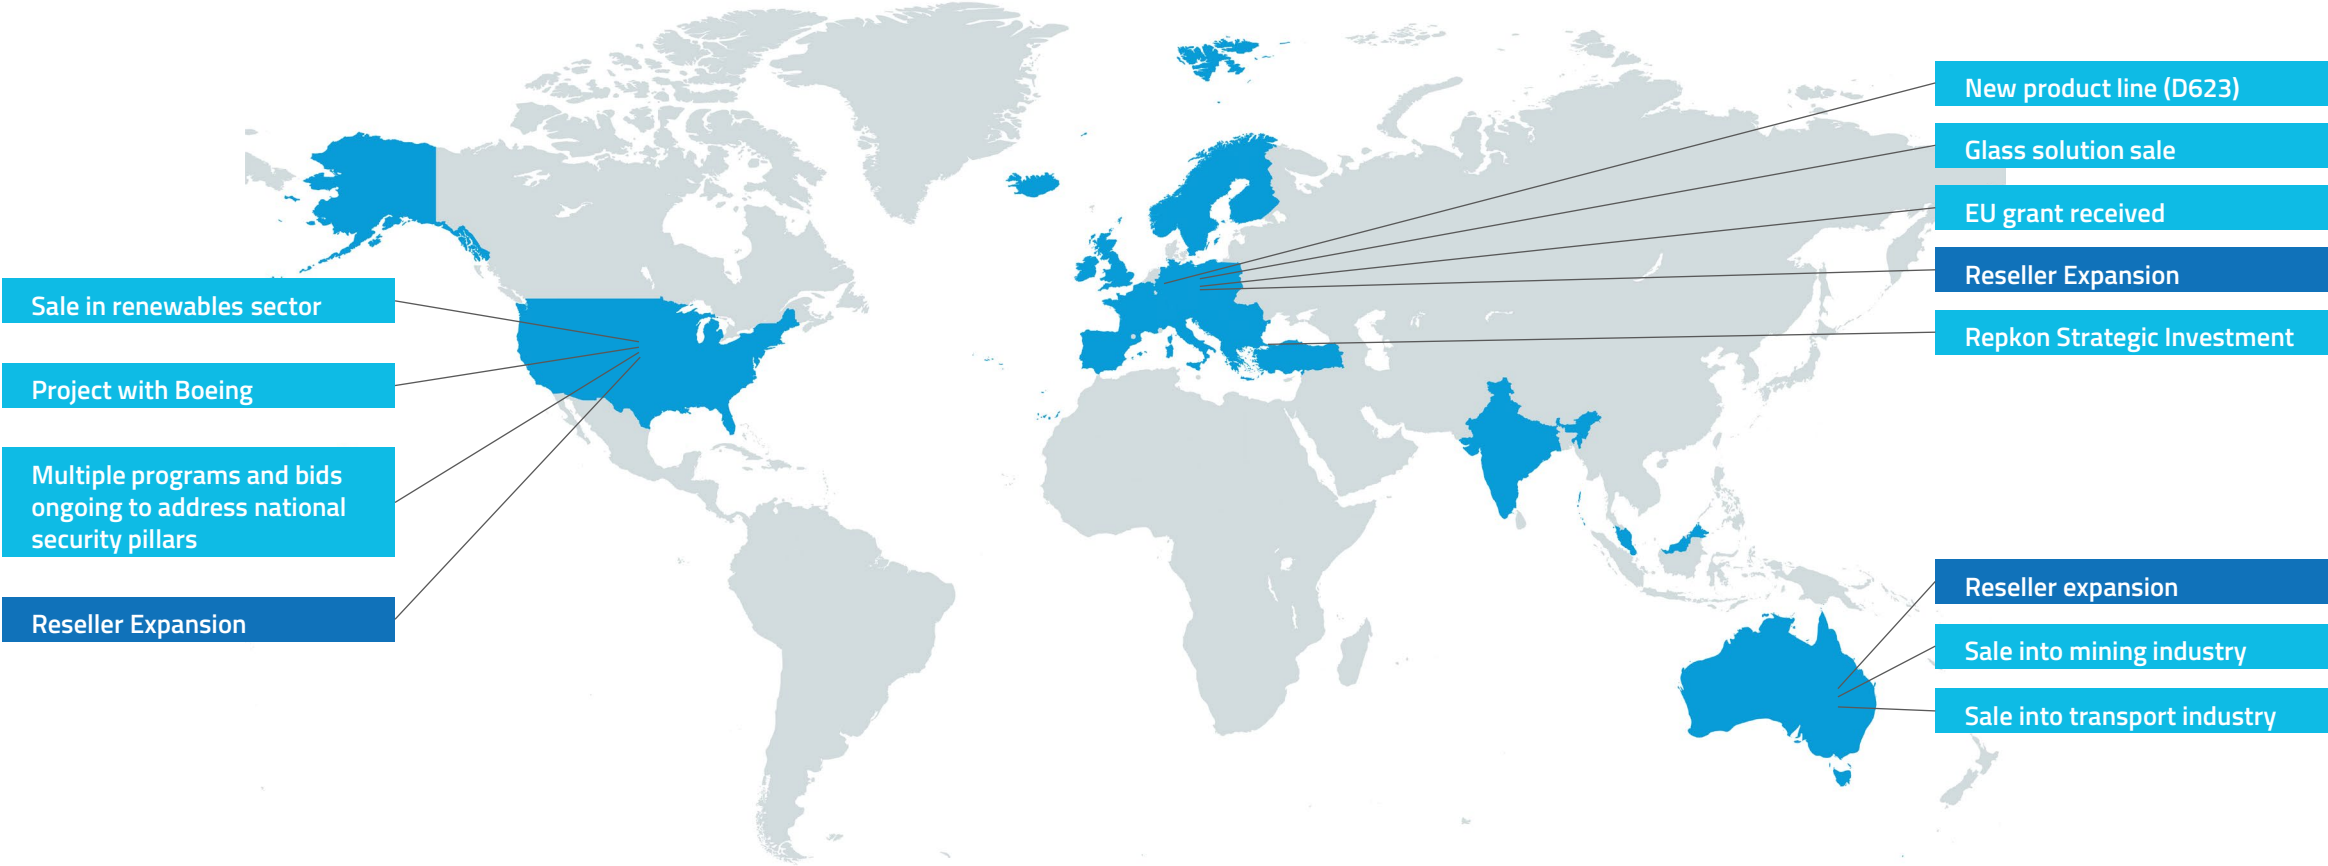 Sale in renewables sector
Project with Boeing
Multiple programs and bids
ongoing to address national
security pillars
Reseller Expansion
New product line (D623)
Glass solution sale
EU grant received
Reseller Expansion
Repkon Strategic Investment
Reseller expansion
Sale into mining industry
Sale into transport industry